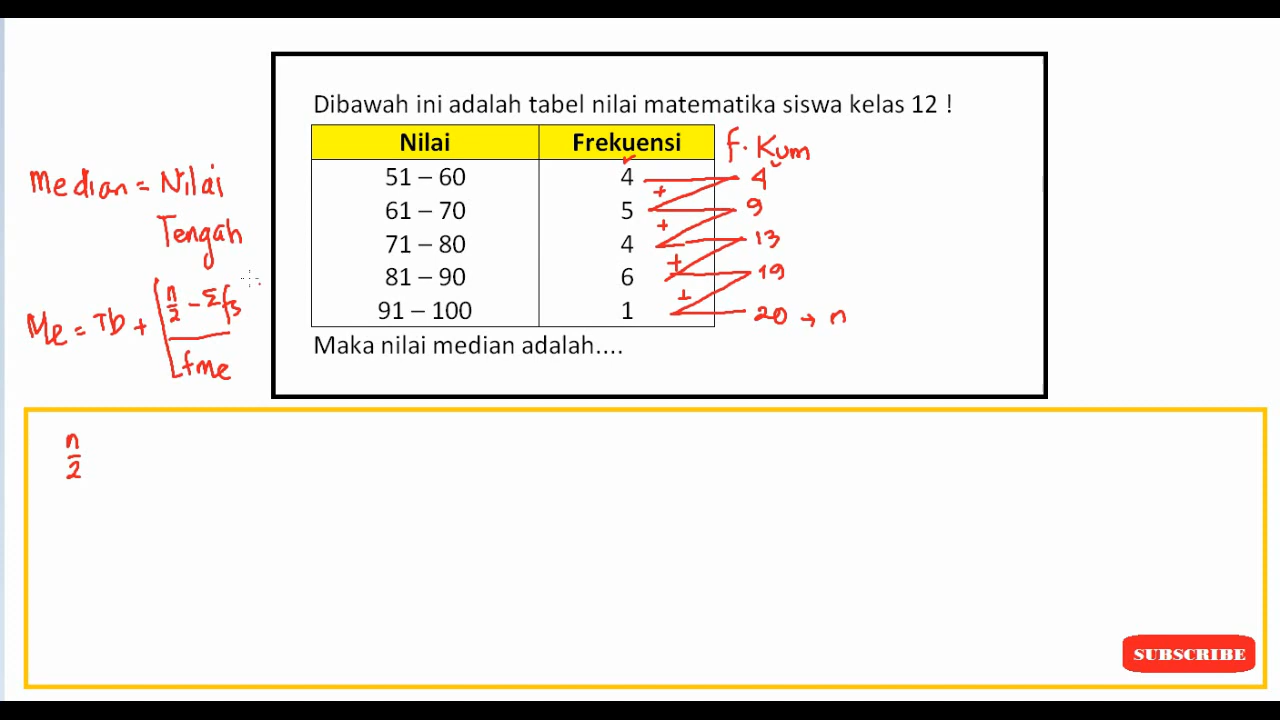 Dibawah ini adalah tabel nilai matematika siswa kelas 12 !
Nilai Frekuensi f. Kum
51 – 60 4 4
61 – 70 5 + 9
71 – 80 4 + 13
81 – 90 6 + 19
91 – 100 1 + 20 → n
Maka nilai median adalah....
Median = Nilai
Tengah
Me = Tb + [n/2 - Σfs
fme
n
2
SUBSCRIBE